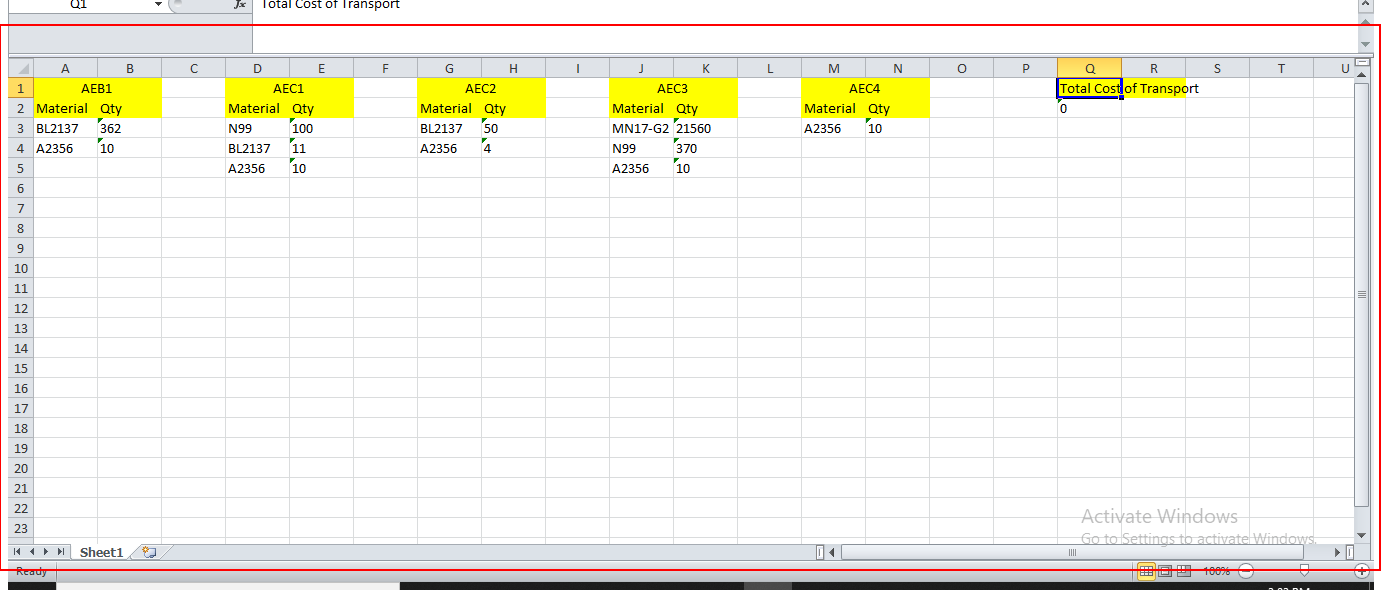 Q1 fx Total Cost of Transport
A B C D E F G H I J K L M N O P Q R S T U
1 AEB1 AEC1 AEC2 AEC3 AEC4 Total Cost of Transport
2 Material Qty Material Qty Material Qty Material Qty Material Qty 0
3 BL2137 362 N99 100 BL2137 50 MN17-G2 21560 A2356 10
4 A2356 10 BL2137 11 A2356 4 N99 370
5 A2356 10 A2356 10
6
7
8
9
10
11
12
13
14
15
16
17
18
19
20
21
22
Activate Windows
23
Go to Settings to activate Windows.
Sheet1
Ready 100%